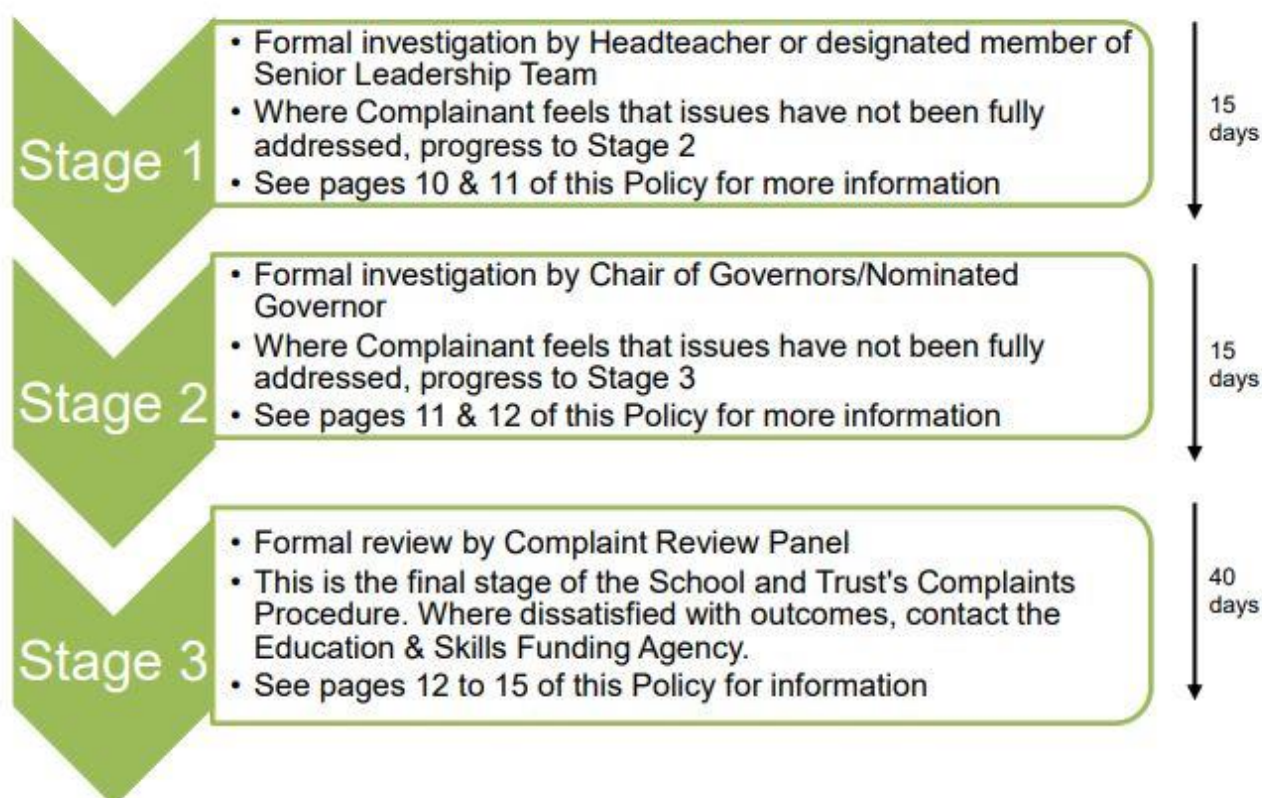 Stage 1
• Formal investigation by Headteacher or designated member of
Senior Leadership Team
• Where Complainant feels that issues have not been fully
addressed, progress to Stage 2
• See pages 10 & 11 of this Policy for more information
15
days
Stage 2
• Formal investigation by Chair of Governors/Nominated
Governor
• Where Complainant feels that issues have not been fully
addressed, progress to Stage 3
• See pages 11 & 12 of this Policy for more information
15
days
Stage 3
• Formal review by Complaint Review Panel
• This is the final stage of the School and Trust's Complaints
Procedure. Where dissatisfied with outcomes, contact the
Education & Skills Funding Agency.
• See pages 12 to 15 of this Policy for information
40
days